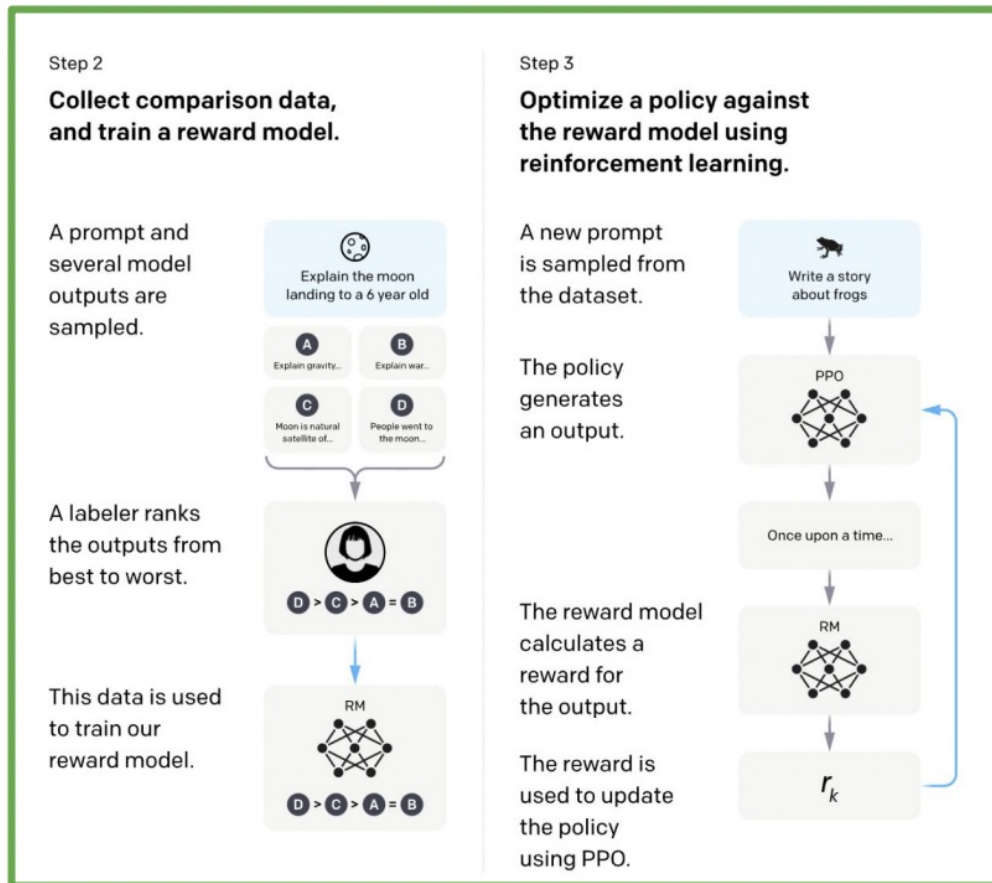 Step 2
Collect comparison data,
and train a reward model.
A prompt and
several model
outputs are
sampled.
Explain the moon
landing to a 6 year old
A
Explain gravity...
B
Explain war...
C
Moon is natural
satellite of...
D
People went to
the moon...
A labeler ranks
the outputs from
best to worst.
D > C > A = B
This data is used
to train our
reward model.
RM
D > C > A = B
Step 3
Optimize a policy against
the reward model using
reinforcement learning.
A new prompt
is sampled from
the dataset.
Write a story
about frogs
The policy
generates
an output.
PPO
Once upon a time...
The reward model
calculates a
reward for
the output.
RM
The reward is
used to update
the policy
using PPO.
rk